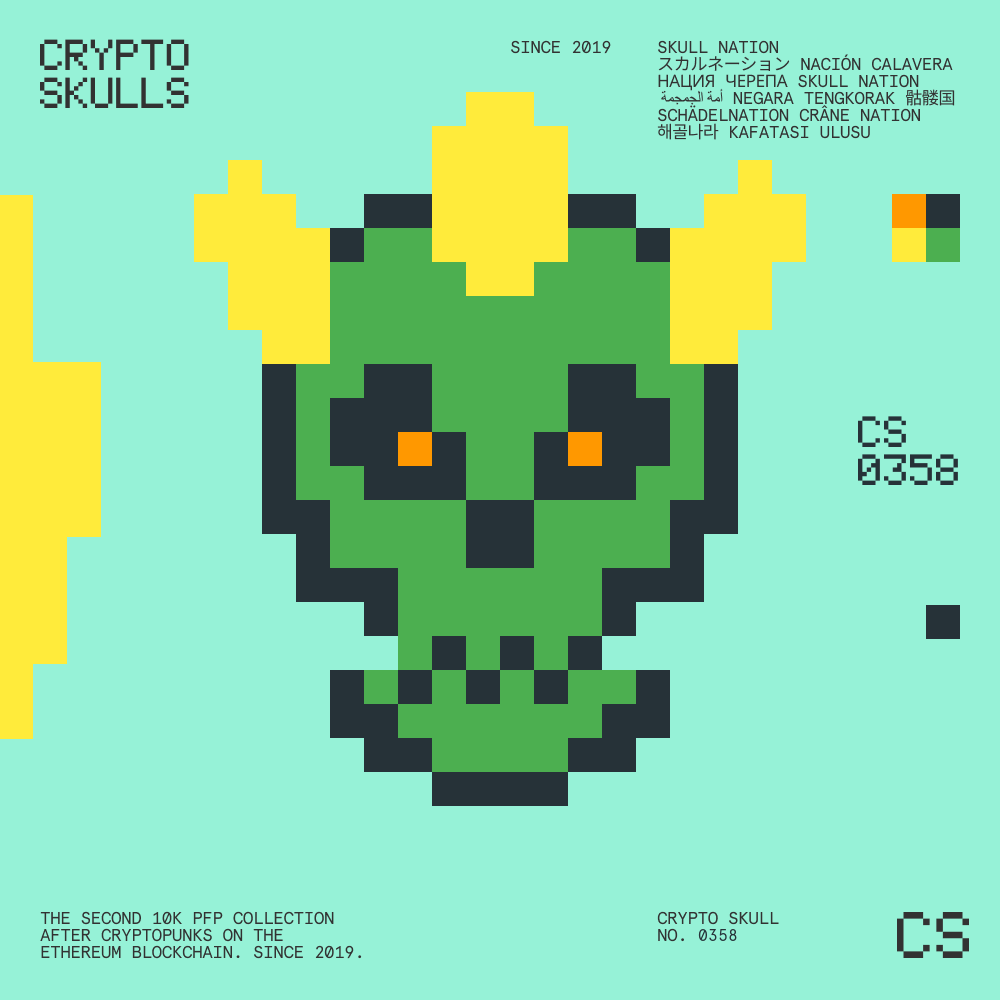 CRYPTO
SKULLS
SINCE 2019
SKULL NATION
スカルネーション NACIÓN CALAVERA
НАЦИЯ ЧЕРЕПА SKULL NATION
أمة الجمجمة NEGARA TENGKORAK 骷髅国
SCHÄDELNATION CRÂNE NATION
해골나라 KAFATASI ULUSU
CS
0358
THE SECOND 10K PFP COLLECTION
AFTER CRYPTOPUNKS ON THE
ETHEREUM BLOCKCHAIN. SINCE 2019.
CRYPTO SKULL
NO. 0358
CS